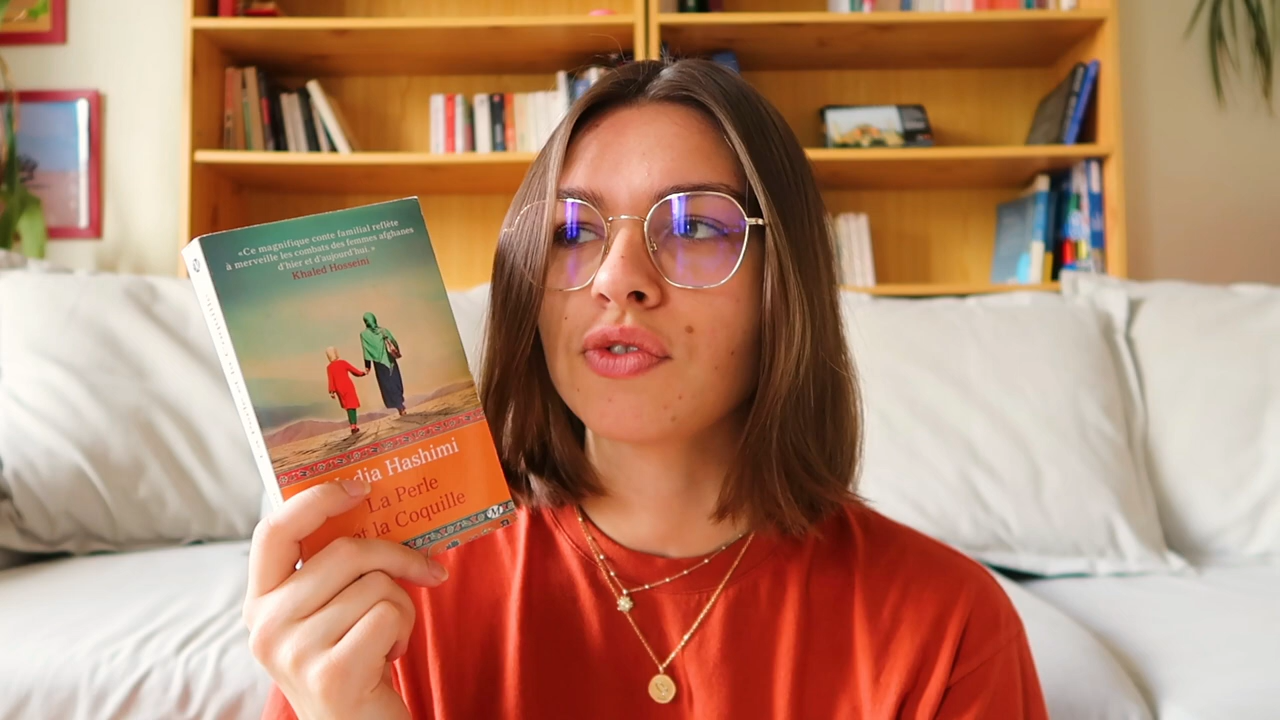 «Ce magnifique conte familial reflète
à merveille les combats des femmes afghanes
d'hier et d'aujourd'hui.»
Khaled Hosseini
Hashimi
La Perle
et la Coquille